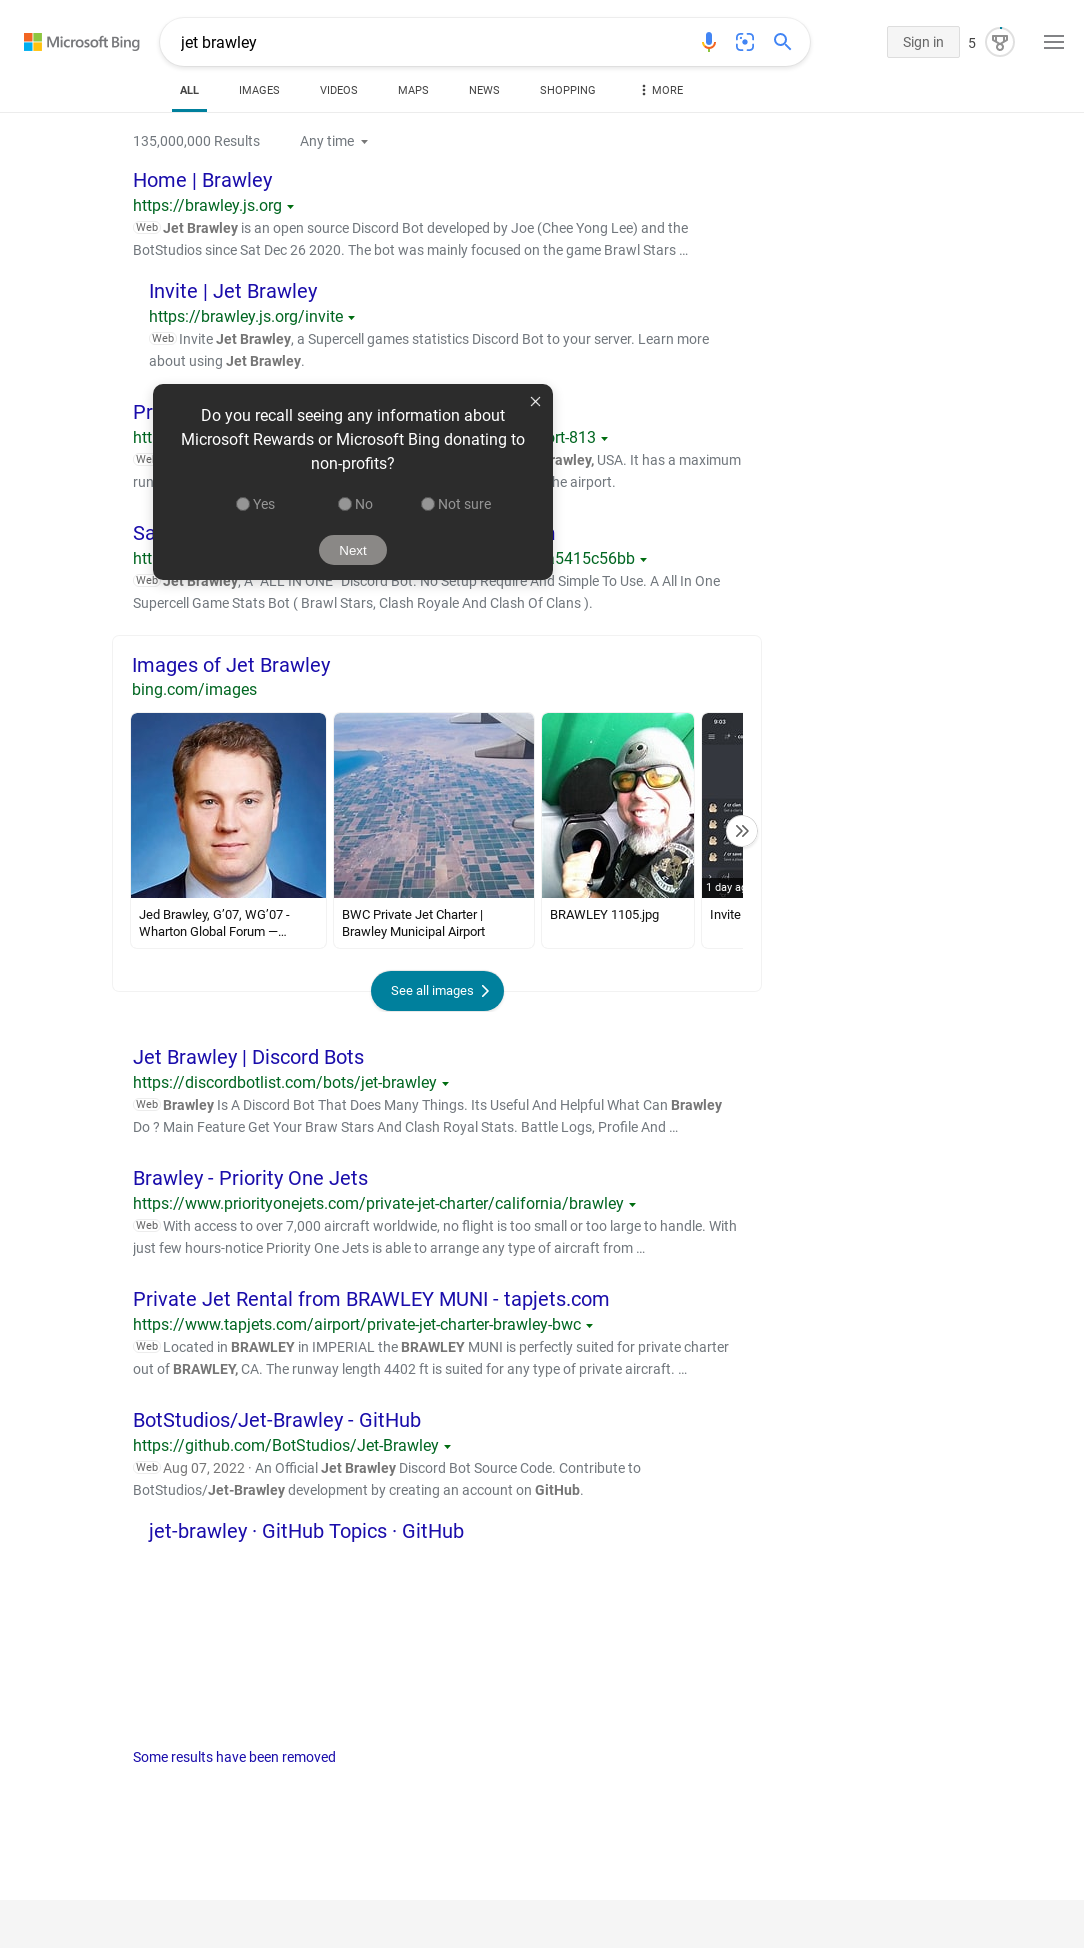 Microsoft Bing
jet brawley
Sign in
5
ALL
IMAGES
VIDEOS
MAPS
NEWS
SHOPPING
MORE
135,000,000 Results
Any time
Home | Brawley
https://brawley.js.org
Web Jet Brawley is an open source Discord Bot developed by Joe (Chee Yong Lee) and the
BotStudios since Sat Dec 26 2020. The bot was mainly focused on the game Brawl Stars …
Invite | Jet Brawley
https://brawley.js.org/invite
Web Invite Jet Brawley, a Supercell games statistics Discord Bot to your server. Learn more
about using Jet Brawley.
Do you recall seeing any information about
Microsoft Rewards or Microsoft Bing donating to
non-profits?
Yes
No
Not sure
Next
Pr
htt
ort-813
rawley, USA. It has a maximum
run
he airport.
Sa
htt
5415c56bb
Web Jet Brawley, A "ALL IN ONE" Discord Bot. No Setup Require And Simple To Use. A All In One
Supercell Game Stats Bot ( Brawl Stars, Clash Royale And Clash Of Clans ).
Images of Jet Brawley
bing.com/images
9:03
1 day ag
Jed Brawley, G’07, WG’07 -
Wharton Global Forum —…
BWC Private Jet Charter |
Brawley Municipal Airport
BRAWLEY 1105.jpg
Invite
See all images
Jet Brawley | Discord Bots
https://discordbotlist.com/bots/jet-brawley
Web Brawley Is A Discord Bot That Does Many Things. Its Useful And Helpful What Can Brawley
Do ? Main Feature Get Your Braw Stars And Clash Royal Stats. Battle Logs, Profile And …
Brawley - Priority One Jets
https://www.priorityonejets.com/private-jet-charter/california/brawley
Web With access to over 7,000 aircraft worldwide, no flight is too small or too large to handle. With
just few hours-notice Priority One Jets is able to arrange any type of aircraft from …
Private Jet Rental from BRAWLEY MUNI - tapjets.com
https://www.tapjets.com/airport/private-jet-charter-brawley-bwc
Web Located in BRAWLEY in IMPERIAL the BRAWLEY MUNI is perfectly suited for private charter
out of BRAWLEY, CA. The runway length 4402 ft is suited for any type of private aircraft. …
BotStudios/Jet-Brawley - GitHub
https://github.com/BotStudios/Jet-Brawley
Web Aug 07, 2022 · An Official Jet Brawley Discord Bot Source Code. Contribute to
BotStudios/Jet-Brawley development by creating an account on GitHub.
jet-brawley · GitHub Topics · GitHub
Some results have been removed